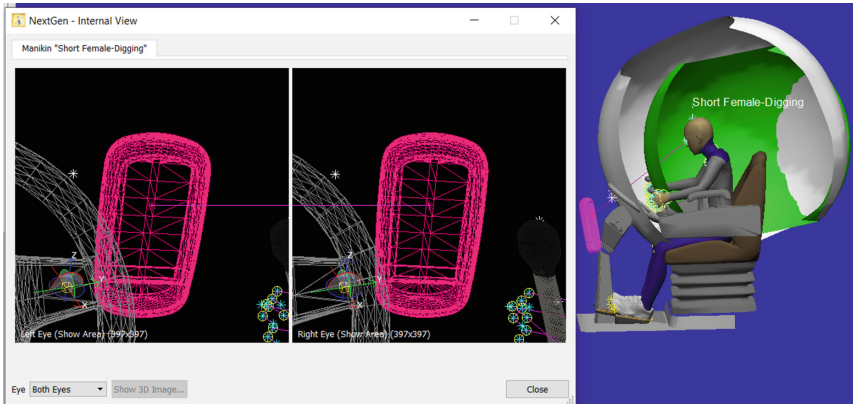 NextGen - Internal View
Manikin "Short Female-Digging"
Z
Y
X
Left Eye (Show Area) (397x397)
Z
Y
X
Right Eye (Show Area) (397x397)
Eye
Both Eyes
Show 3D Image...
Close
Short Female-Digging